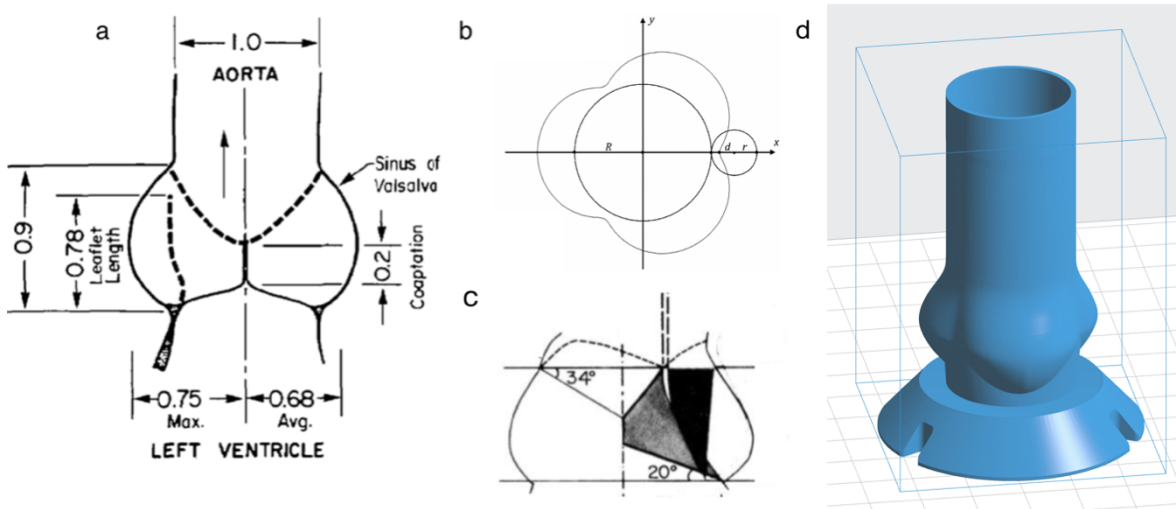 a
1.0
AORTA
Sinus of
Valsalva
0.9
0.78
Leaflet
Length
0.2
Coaptation
0.75
Max.
0.68
Avg.
LEFT VENTRICLE
b
y
R
d
r
x
c
34°
20°
d